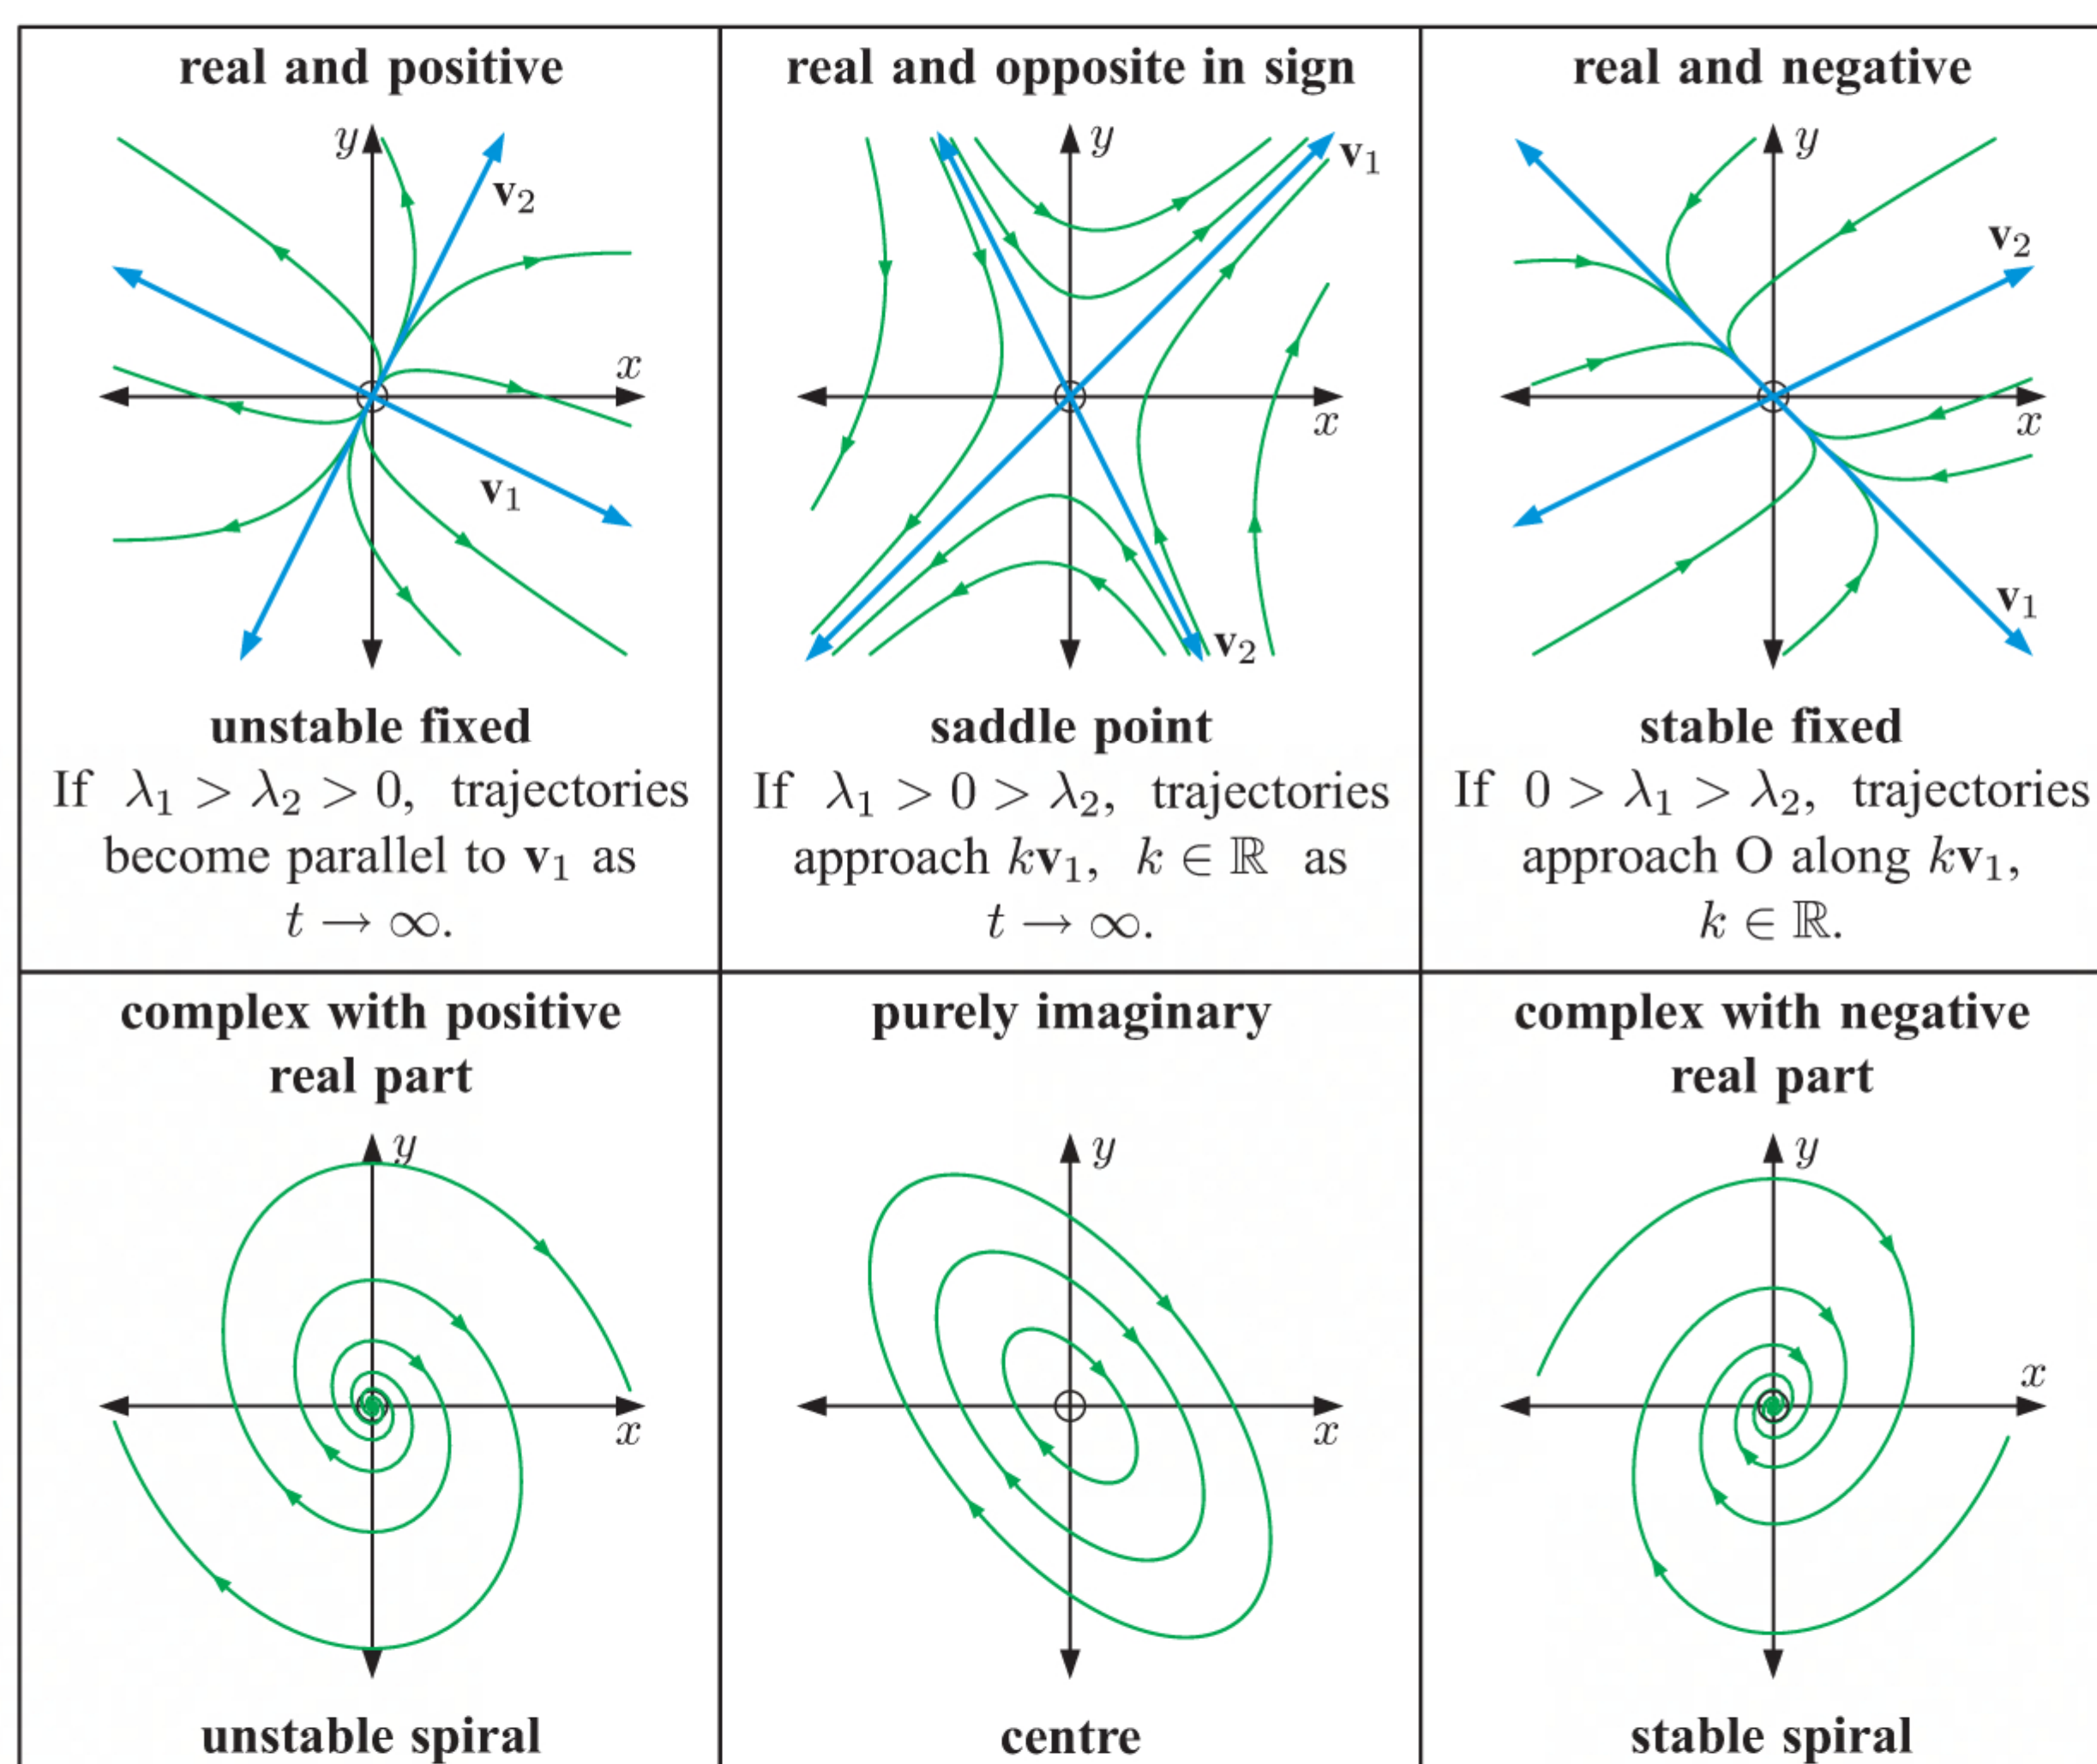 real and positive
y
v₂
x
v₁
unstable fixed
If λ₁ > λ₂ > 0, trajectories
become parallel to v₁ as
t → ∞.
real and opposite in sign
y
v₁
x
v₂
saddle point
If λ₁ > 0 > λ₂, trajectories
approach kv₁, k ∈ ℝ as
t → ∞.
real and negative
y
v₂
x
v₁
stable fixed
If 0 > λ₁ > λ₂, trajectories
approach O along kv₁,
k ∈ ℝ.
complex with positive
real part
y
x
unstable spiral
purely imaginary
y
x
centre
complex with negative
real part
y
x
stable spiral